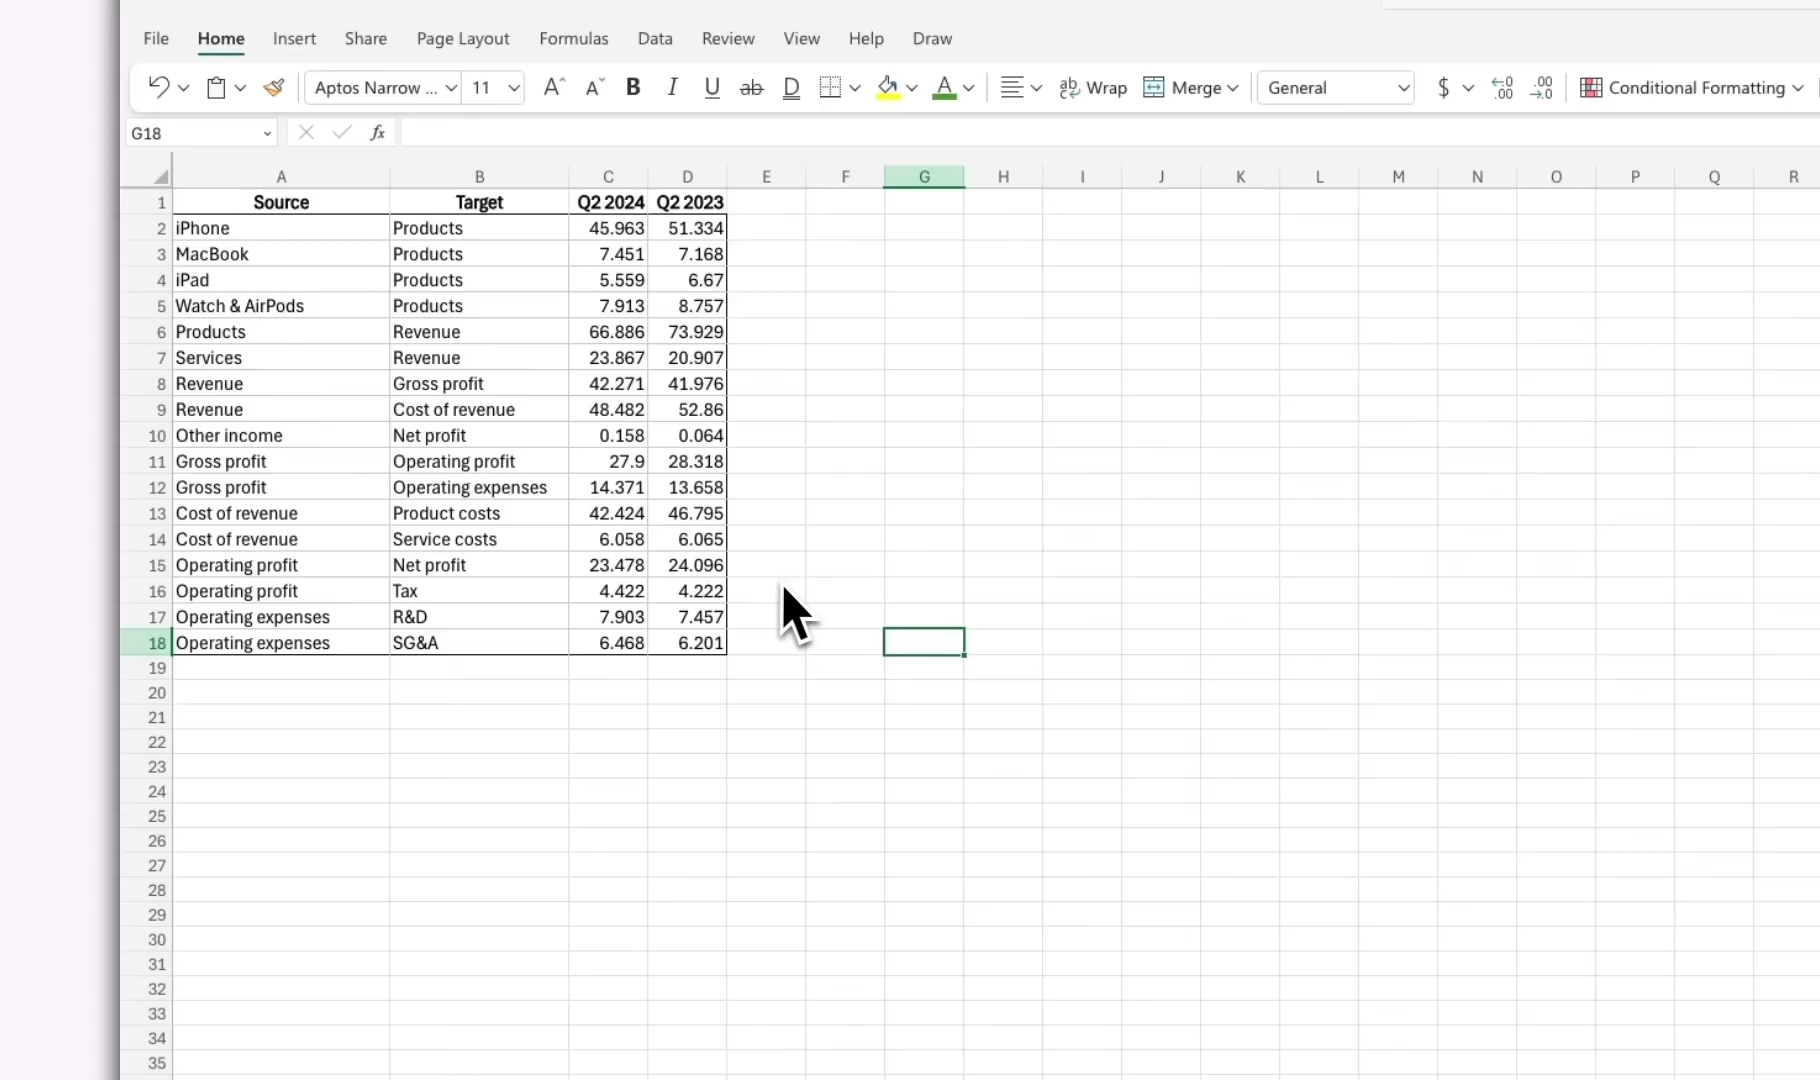 File Home Insert Share Page Layout Formulas Data Review View Help Draw
Aptos Narrow ... 11 A A B I U ab D A ab c Wrap Merge General $ .0 .00 .00 .0 Conditional Formatting
G18 fx
A B C D E F G H I J K L M N O P Q R
1 Source Target Q2 2024 Q2 2023
2 iPhone Products 45.963 51.334
3 MacBook Products 7.451 7.168
4 iPad Products 5.559 6.67
5 Watch & AirPods Products 7.913 8.757
6 Products Revenue 66.886 73.929
7 Services Revenue 23.867 20.907
8 Revenue Gross profit 42.271 41.976
9 Revenue Cost of revenue 48.482 52.86
10 Other income Net profit 0.158 0.064
11 Gross profit Operating profit 27.9 28.318
12 Gross profit Operating expenses 14.371 13.658
13 Cost of revenue Product costs 42.424 46.795
14 Cost of revenue Service costs 6.058 6.065
15 Operating profit Net profit 23.478 24.096
16 Operating profit Tax 4.422 4.222
17 Operating expenses R&D 7.903 7.457
18 Operating expenses SG&A 6.468 6.201
19
20
21
22
23
24
25
26
27
28
29
30
31
32
33
34
35